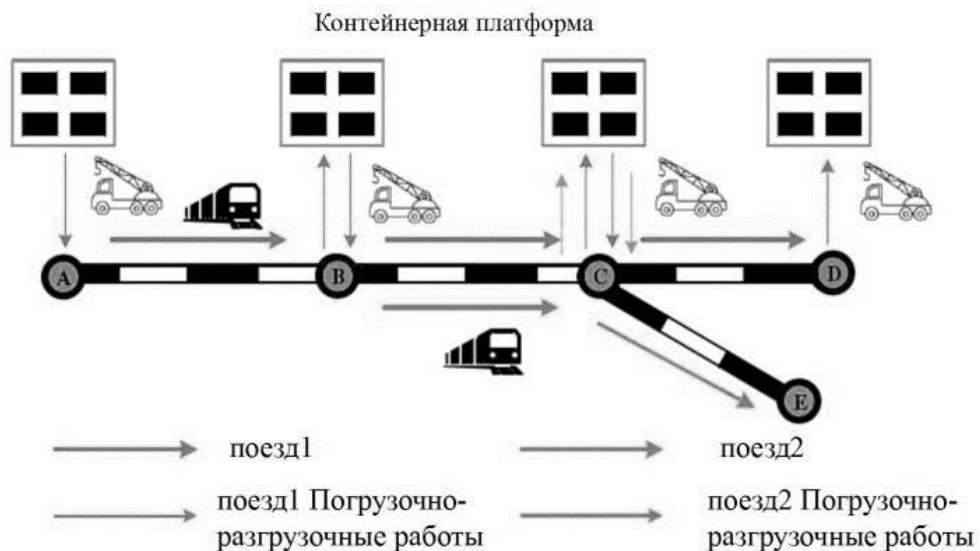 Контейнерная платформа
A
B
C
D
E
поезд1
поезд2
поезд1 Погрузочно-
разгрузочные работы
поезд2 Погрузочно-
разгрузочные работы